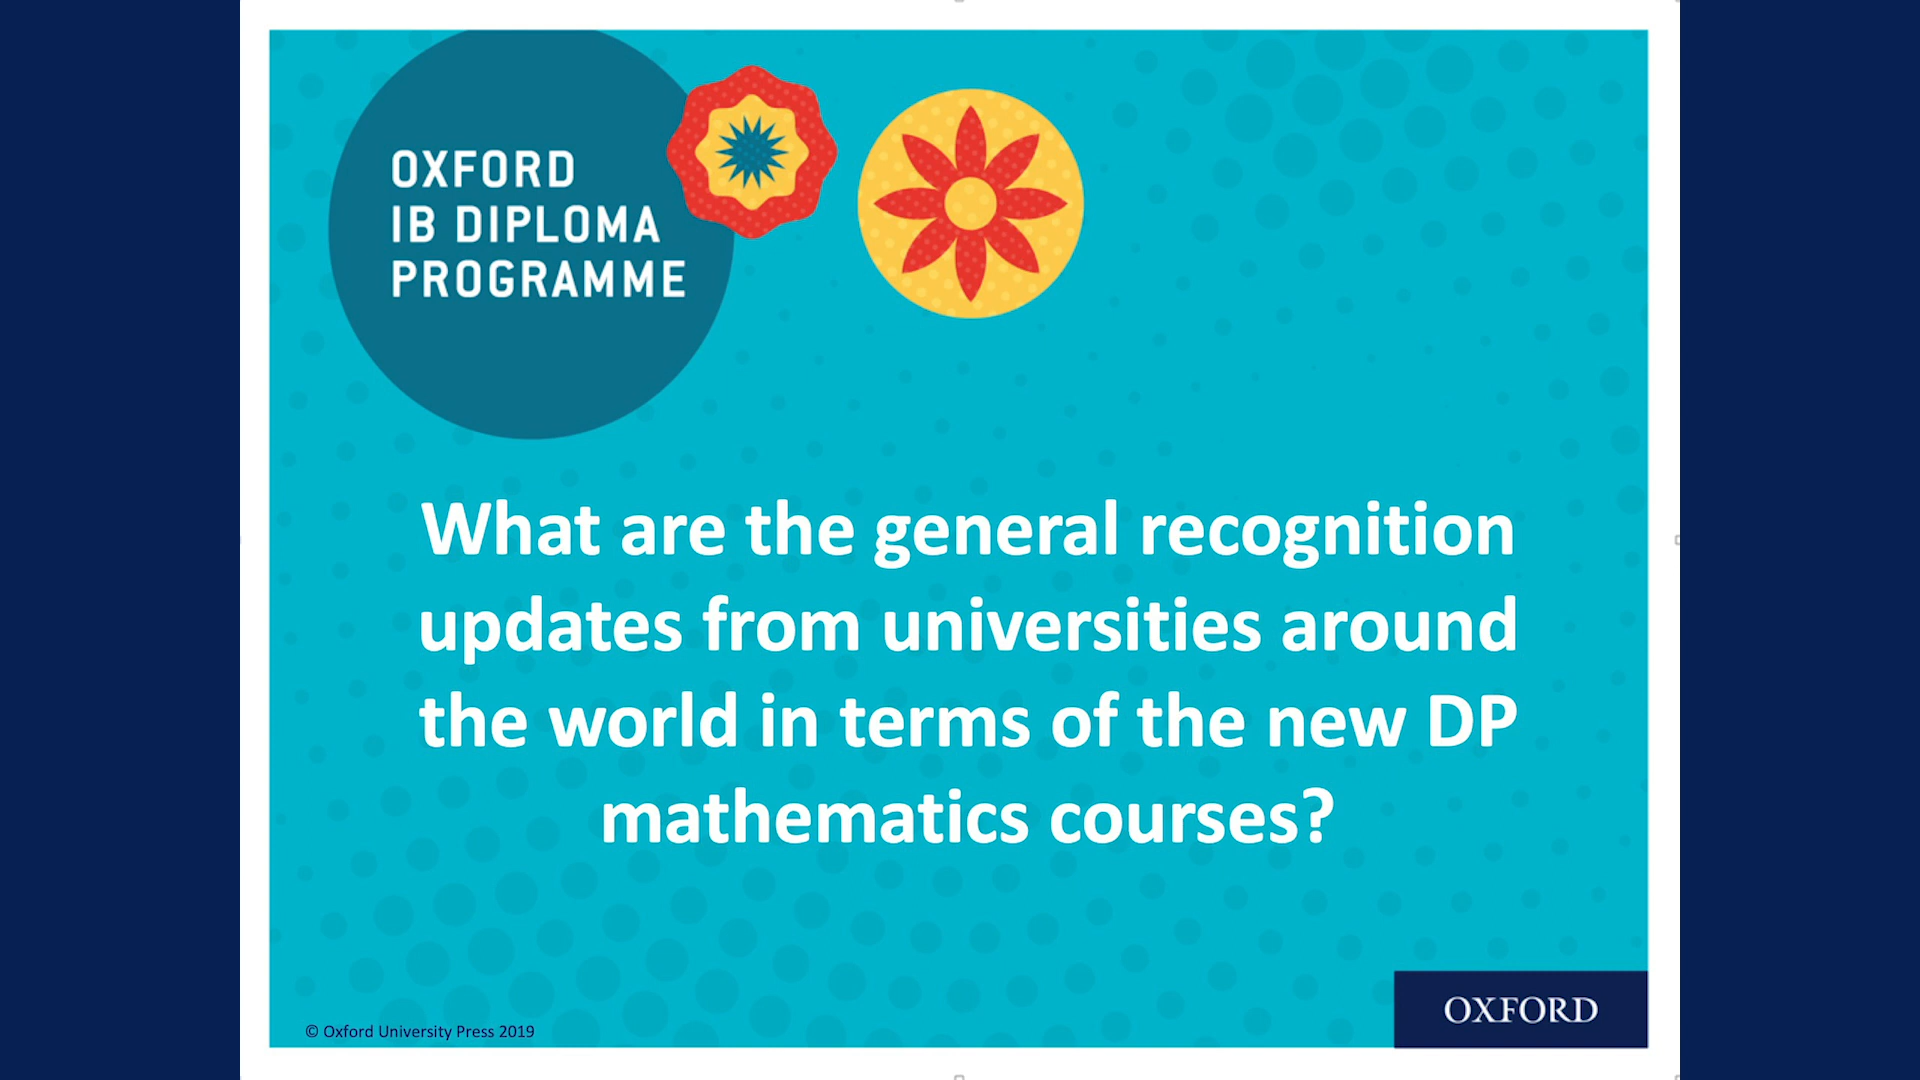 OXFORD
IB DIPLOMA
PROGRAMME
What are the general recognition
updates from universities around
the world in terms of the new DP
mathematics courses?
© Oxford University Press 2019
OXFORD